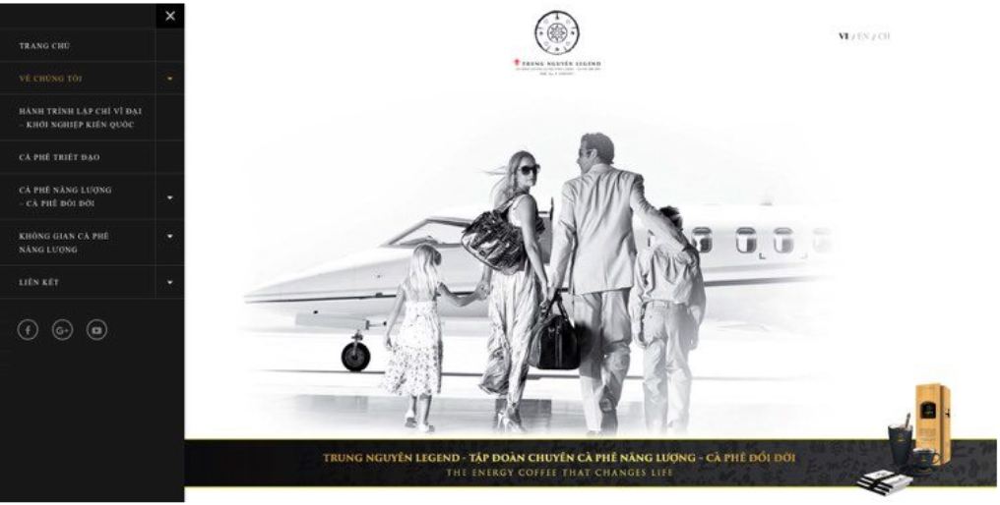 TRANG CHỦ
VỀ CHÚNG TÔI
HÀNH TRÌNH LẬP CHÍ VĨ ĐẠI
– KHỞI NGHIỆP KIẾN QUỐC
CÀ PHÊ TRIẾT ĐẠO
CÀ PHÊ NĂNG LƯỢNG
– CÀ PHÊ ĐỔI ĐỜI
KHÔNG GIAN CÀ PHÊ
NĂNG LƯỢNG
LIÊN KẾT
G+
TRUNG NGUYÊN LEGEND
VI / EN / CH
TRUNG NGUYÊN LEGEND - TẬP ĐOÀN CHUYÊN CÀ PHÊ NĂNG LƯỢNG - CÀ PHÊ ĐỔI ĐỜI
THE ENERGY COFFEE THAT CHANGES LIFE